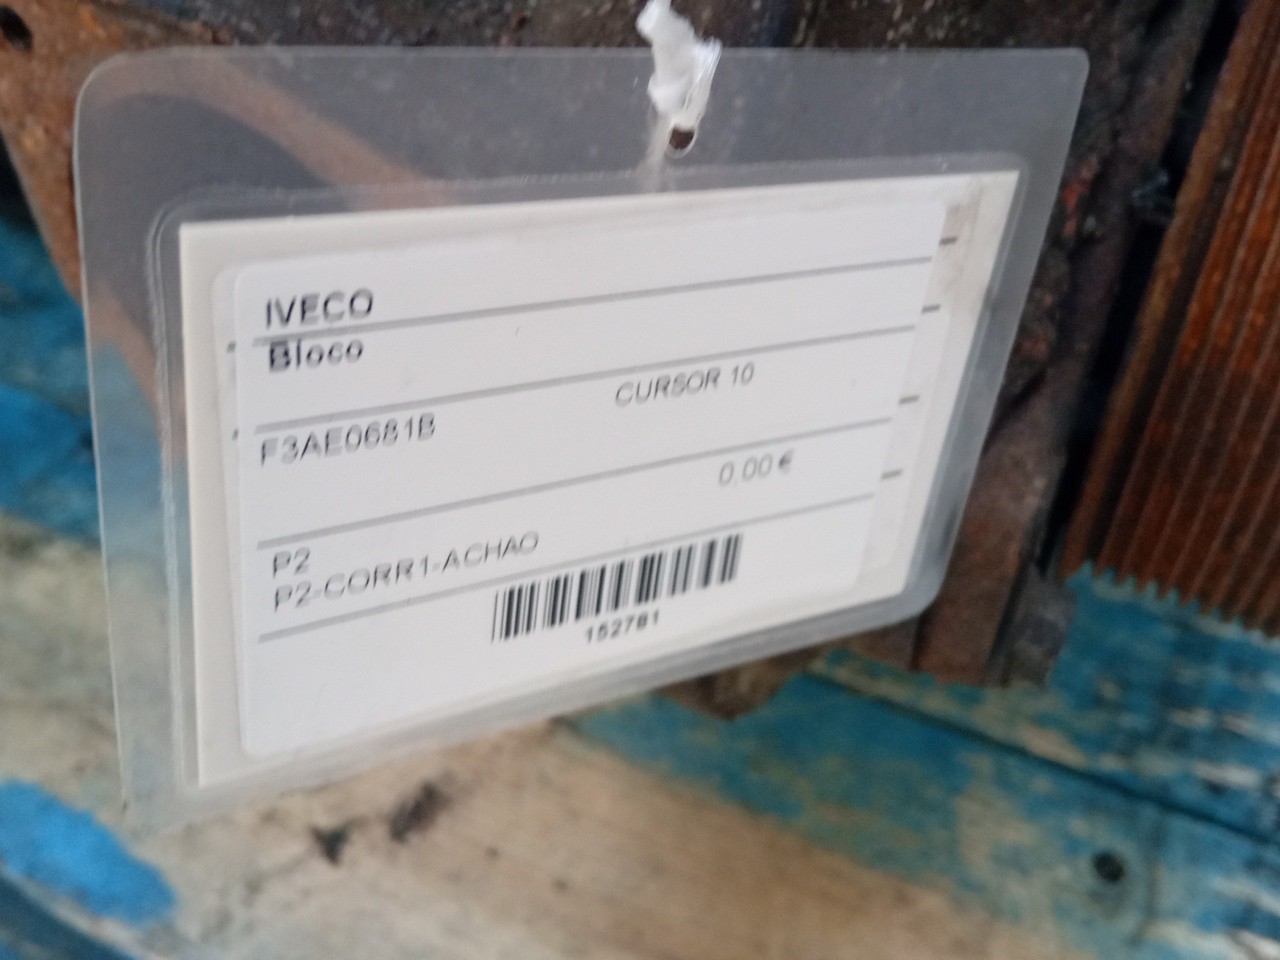 IVECO
Bloco
CURSOR 10
F3AE0681B
0,00 €
P2
P2-CORR1-ACHAO
152781